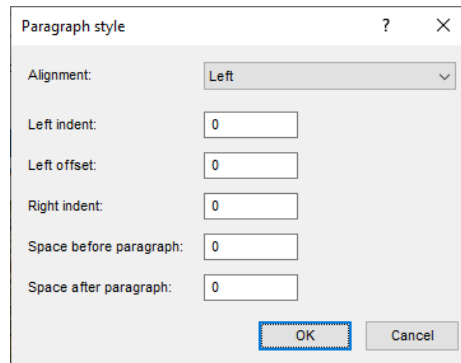 Paragraph style ?
Alignment: Left
Left indent: 0
Left offset: 0
Right indent: 0
Space before paragraph: 0
Space after paragraph: 0
OK Cancel